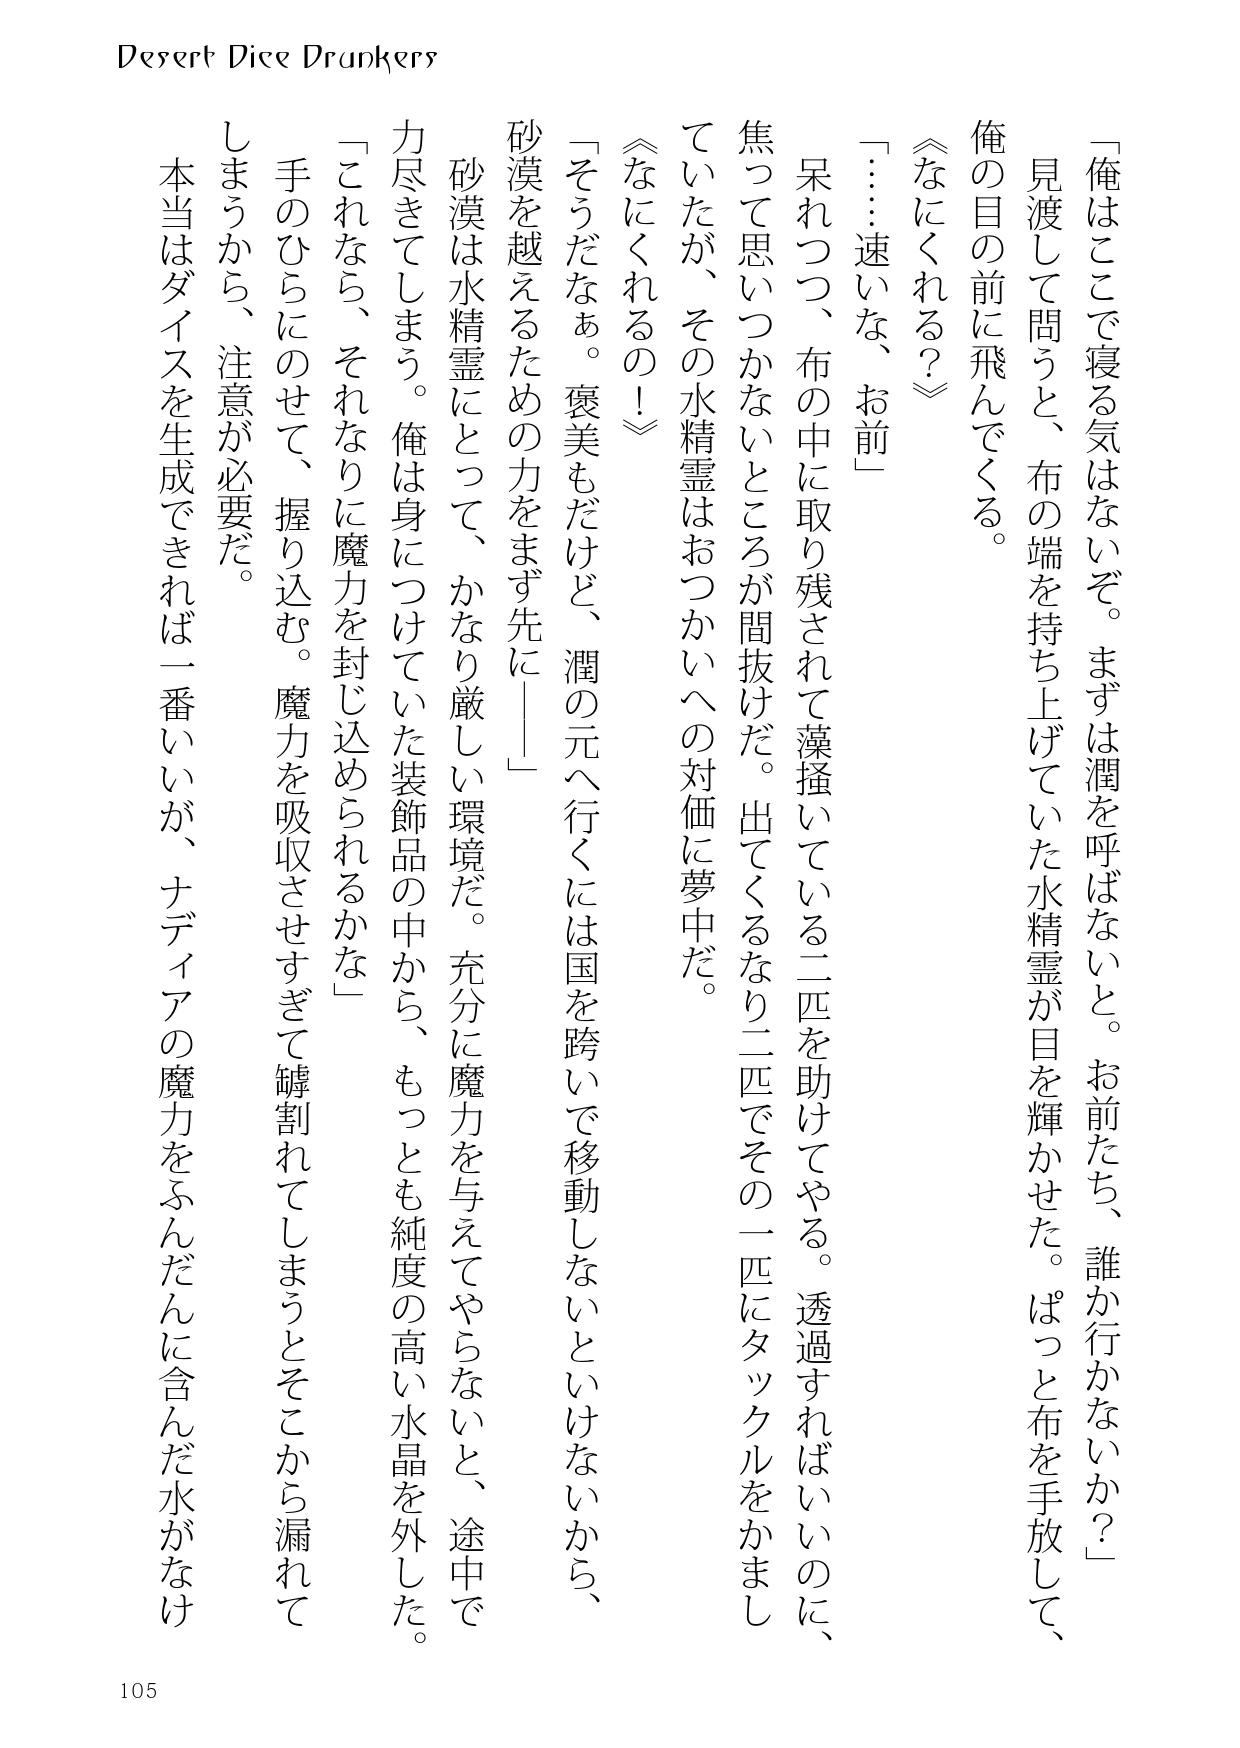 Desert Dice Drunkers
「俺はここで寝る気はないぞ。まずは潤を呼ばないと。お前たち、誰か行かないか？」
　見渡して問うと、布の端を持ち上げていた水精霊が目を輝かせた。ぱっと布を手放して、
俺の目の前に飛んでくる。
《なにくれる？》
「……速いな、お前」
　呆れつつ、布の中に取り残されて藻掻いている二匹を助けてやる。透過すればいいのに、
焦って思いつかないところが間抜けだ。出てくるなり二匹でその一匹にタックルをかまし
ていたが、その水精霊はおつかいへの対価に夢中だ。
《なにくれるの！》
「そうだなぁ。褒美もだけど、潤の元へ行くには国を跨いで移動しないといけないから、
砂漠を越えるための力をまず先に――」
　砂漠は水精霊にとって、かなり厳しい環境だ。充分に魔力を与えてやらないと、途中で
力尽きてしまう。俺は身につけていた装飾品の中から、もっとも純度の高い水晶を外した。
「これなら、それなりに魔力を封じ込められるかな」
　手のひらにのせて、握り込む。魔力を吸収させすぎて罅割れてしまうとそこから漏れて
しまうから、注意が必要だ。
　本当はダイスを生成できれば一番いいが、ナディアの魔力をふんだんに含んだ水がなけ
105